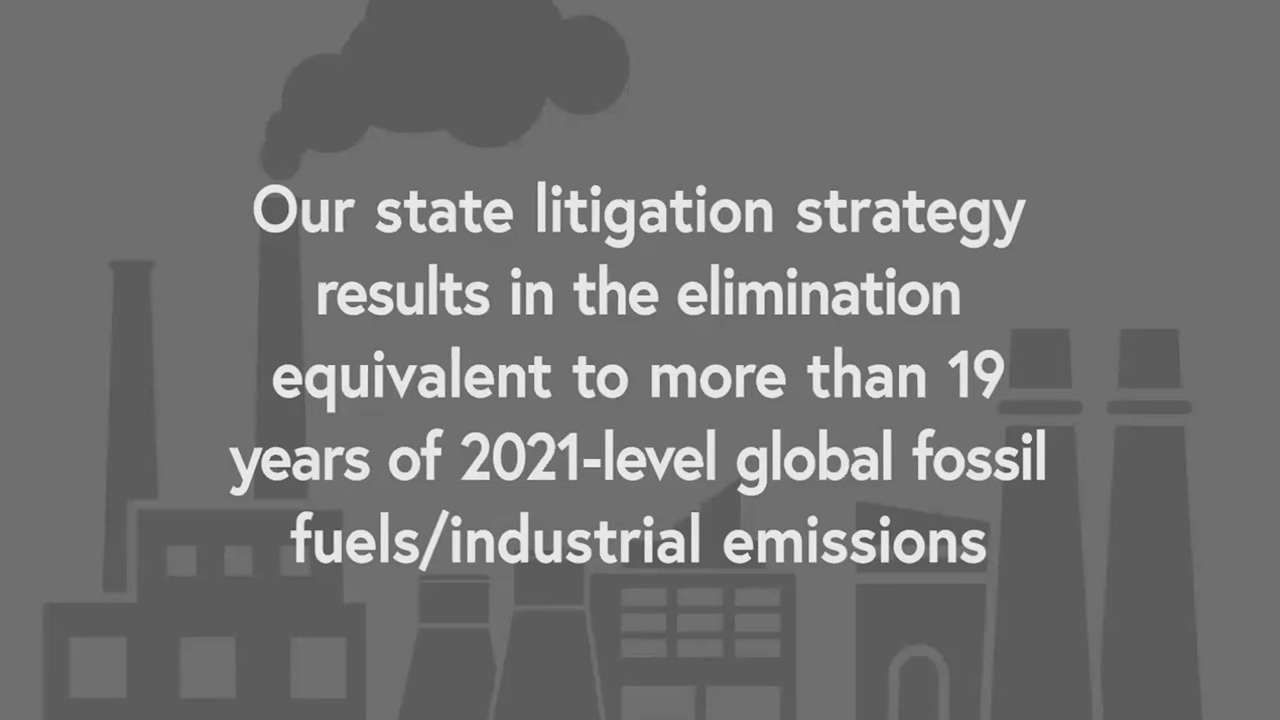 Our state litigation strategy
results in the elimination
equivalent to more than 19
years of 2021-level global fossil
fuels/industrial emissions